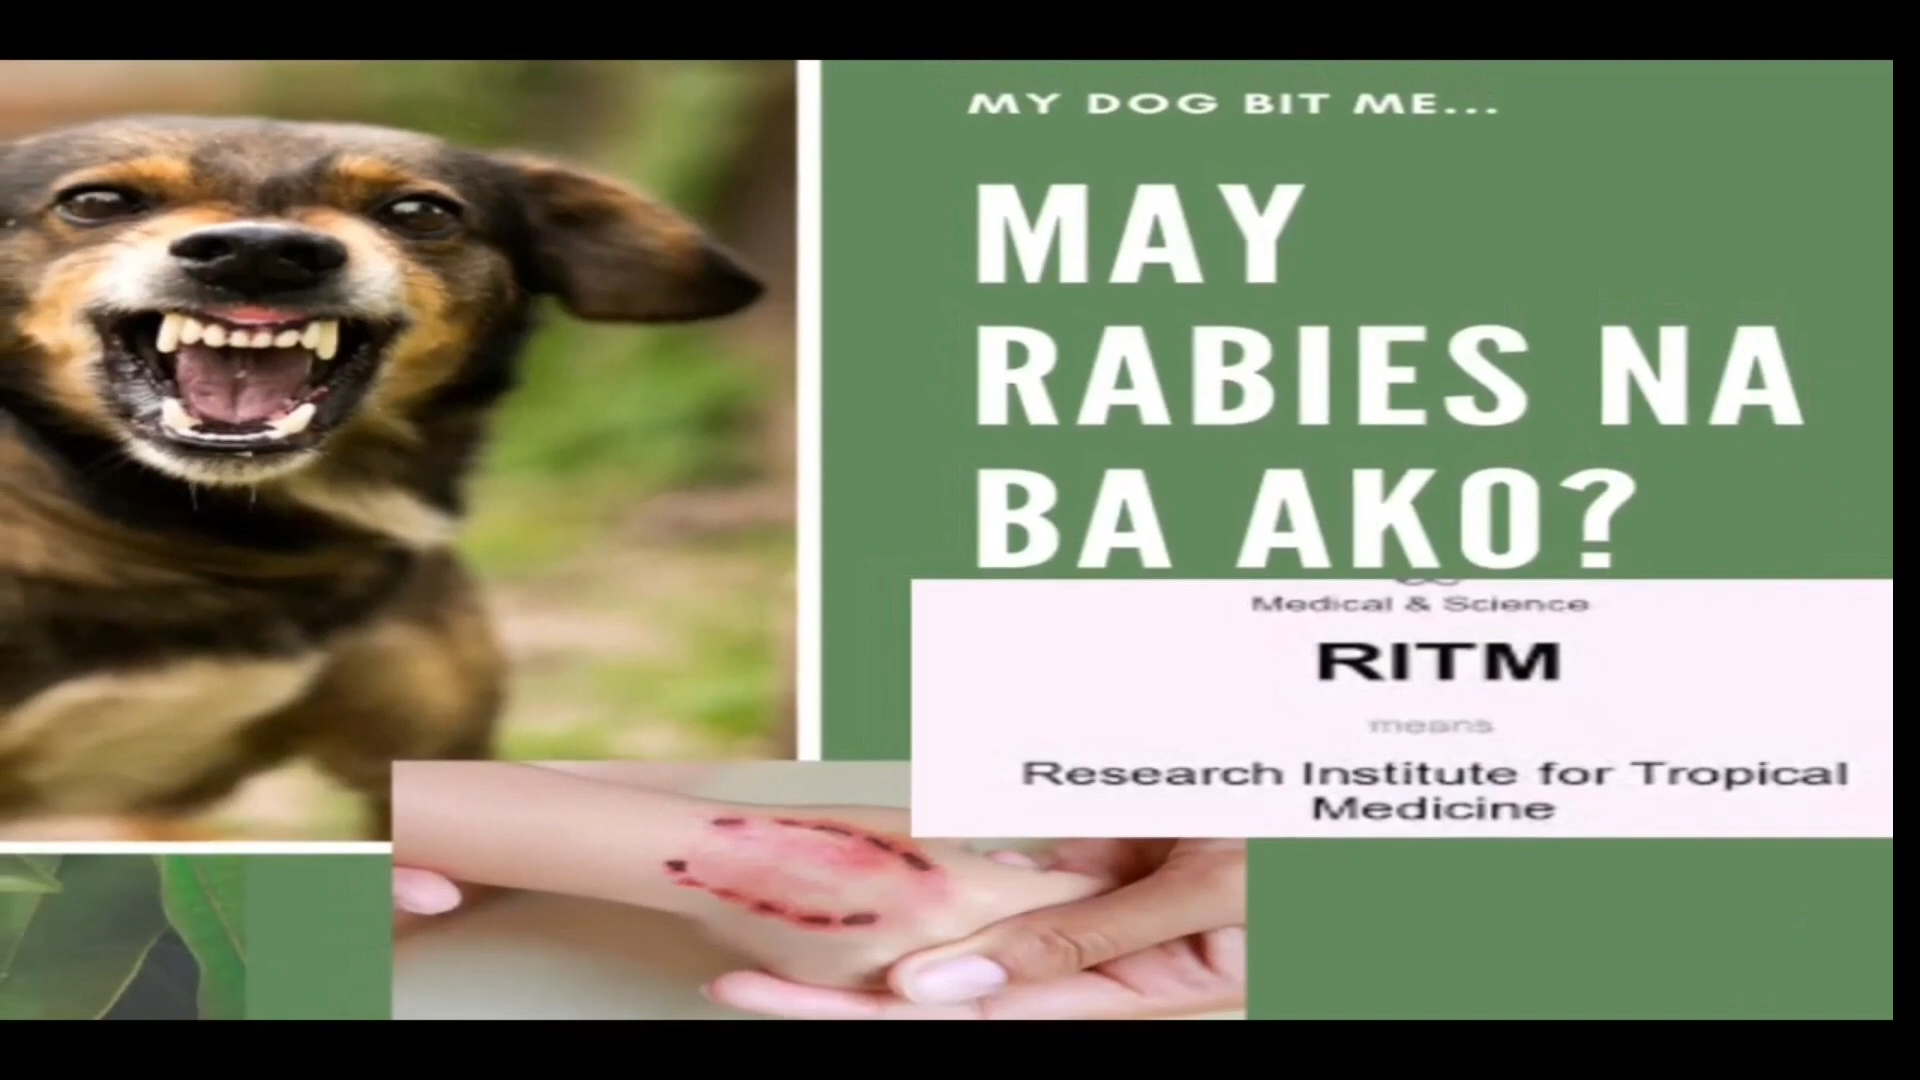 MY DOG BIT ME...
MAY
RABIES NA
BA AKO?
Medical & Science
RITM
means
Research Institute for Tropical
Medicine